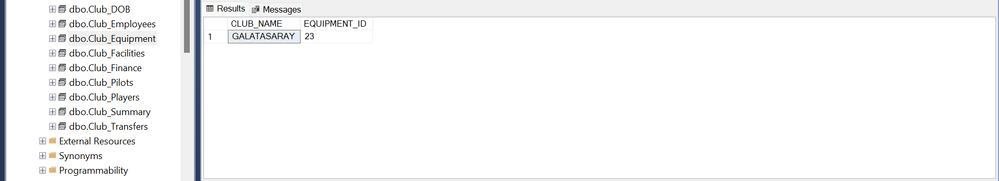 dbo.Club_DOB
dbo.Club_Employees
dbo.Club_Equipment
dbo.Club_Facilities
dbo.Club_Finance
dbo.Club_Pilots
dbo.Club_Players
dbo.Club_Summary
dbo.Club_Transfers
External Resources
Synonyms
Programmability
Results Messages
CLUB_NAME EQUIPMENT_ID
1 GALATASARAY 23